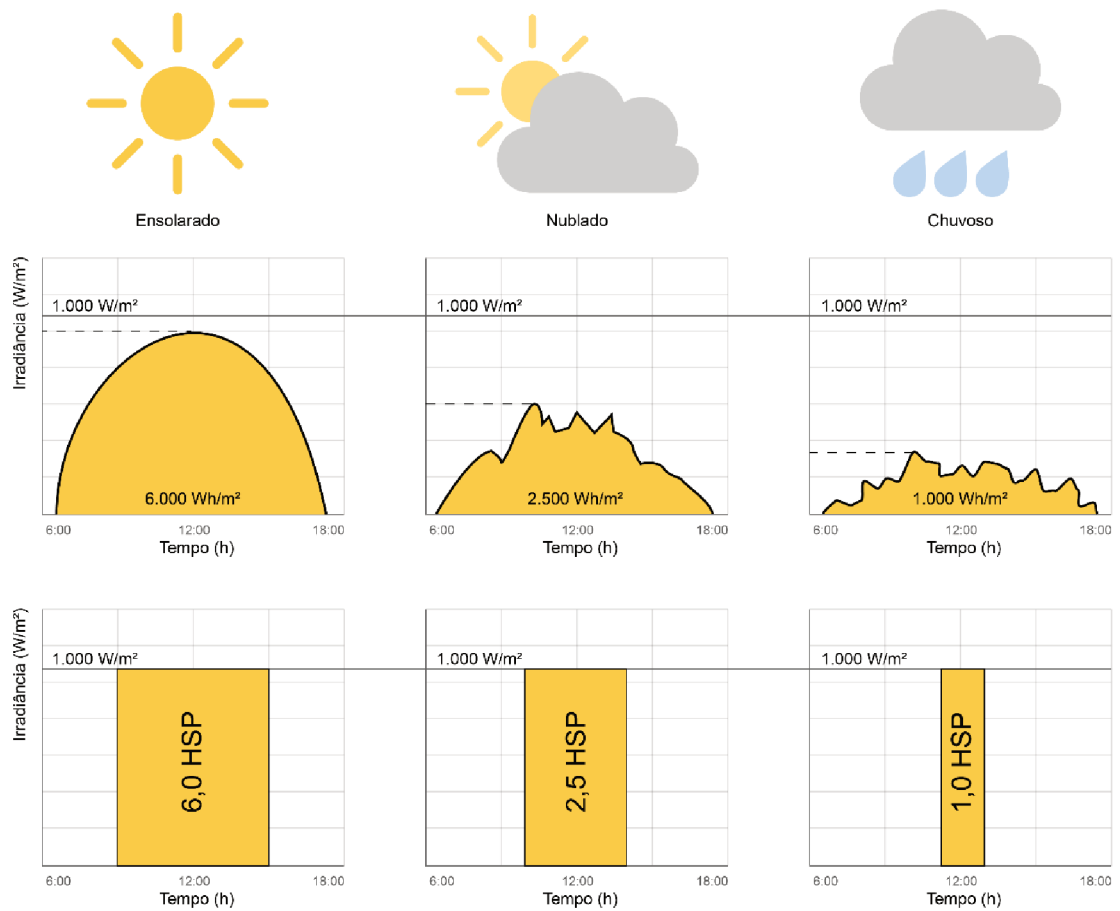 Ensolarado
Nublado
Chuvoso
Irradiância (W/m²)
1.000 W/m²
1.000 W/m²
1.000 W/m²
6.000 Wh/m²
2.500 Wh/m²
1.000 Wh/m²
6:00 12:00 18:00
6:00 12:00 18:00
6:00 12:00 18:00
Tempo (h)
Tempo (h)
Tempo (h)
Irradiância (W/m²)
1.000 W/m²
1.000 W/m²
1.000 W/m²
6,0 HSP
2,5 HSP
1,0 HSP
6:00 12:00 18:00
6:00 12:00 18:00
6:00 12:00 18:00
Tempo (h)
Tempo (h)
Tempo (h)